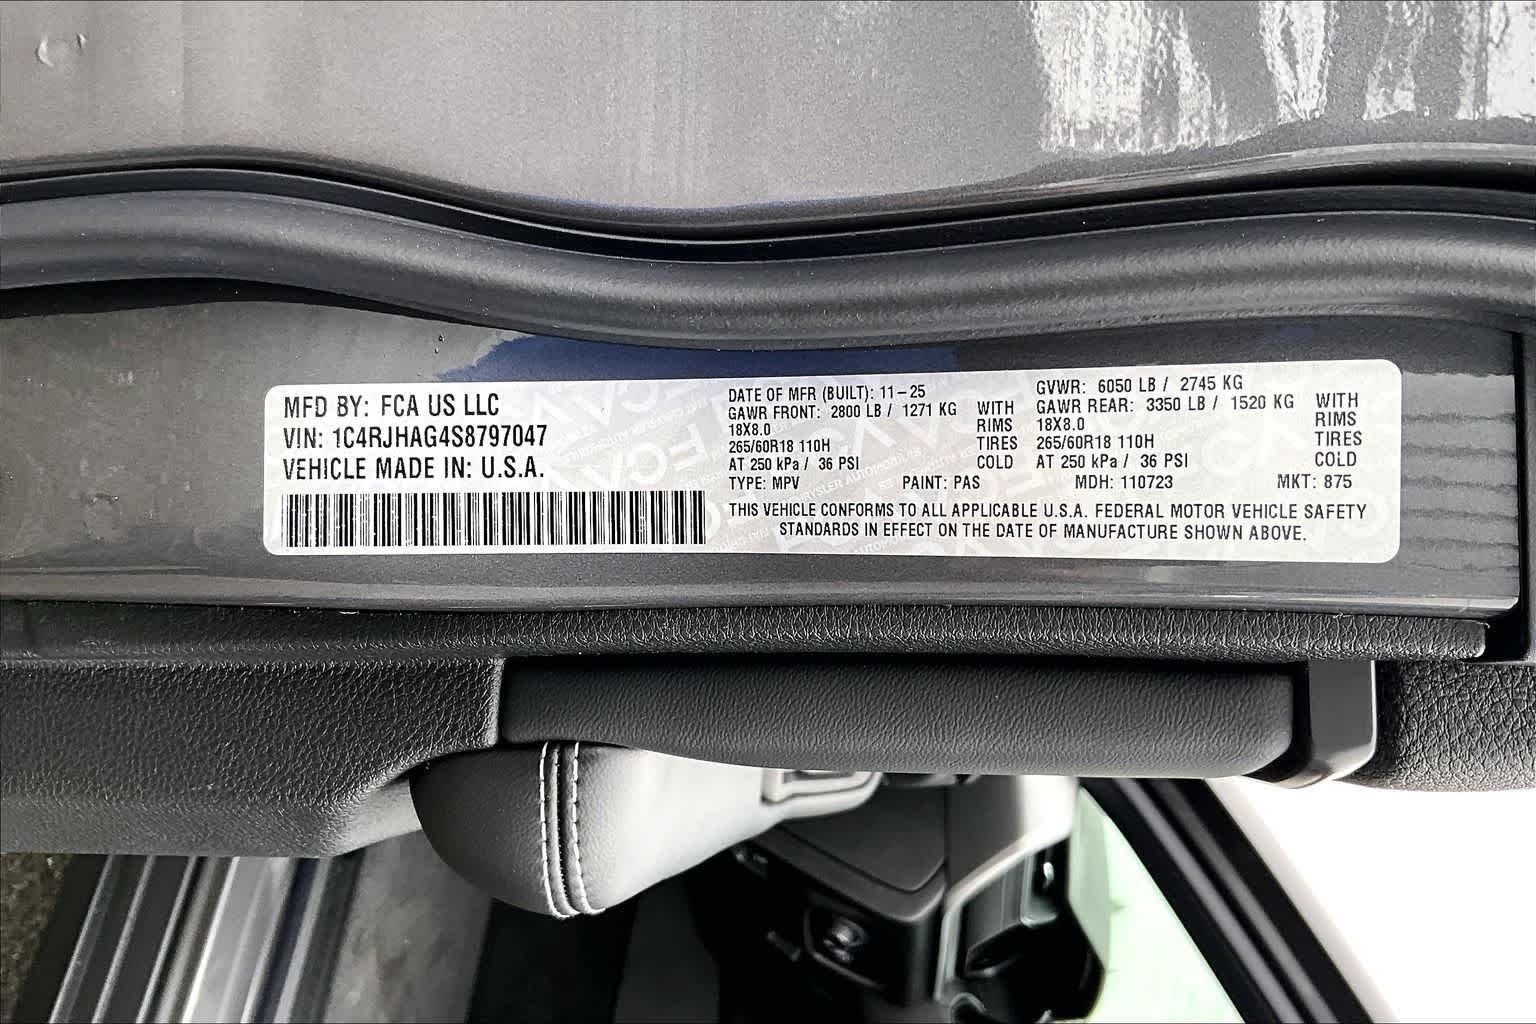 MFD BY: FCA US LLC
VIN: 1C4RJHAG4S8797047
VEHICLE MADE IN: U.S.A.
DATE OF MFR (BUILT): 11-25
GAWR FRONT: 2800 LB / 1271 KG WITH
18X8.0 RIMS
265/60R18 110H TIRES
AT 250 kPa / 36 PSI COLD
GVWR: 6050 LB / 2745 KG
GAWR REAR: 3350 LB / 1520 KG WITH
18X8.0 RIMS
265/60R18 110H TIRES
AT 250 kPa / 36 PSI COLD
TYPE: MPV PAINT: PAS MDH: 110723 MKT: 875
THIS VEHICLE CONFORMS TO ALL APPLICABLE U.S.A. FEDERAL MOTOR VEHICLE SAFETY
STANDARDS IN EFFECT ON THE DATE OF MANUFACTURE SHOWN ABOVE.